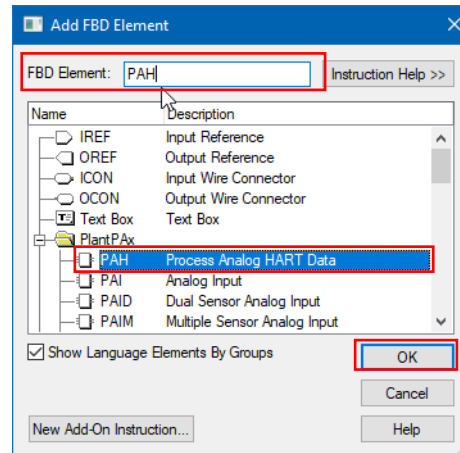 Add FBD Element
FBD Element: PAH Instruction Help >>
Name Description
IREF Input Reference
OREF Output Reference
ICON Input Wire Connector
OCON Output Wire Connector
Text Box Text Box
PlantPAx
PAH Process Analog HART Data
PAI Analog Input
PAID Dual Sensor Analog Input
PAIM Multiple Sensor Analog Input
Show Language Elements By Groups OK
Cancel
New Add-On Instruction... Help